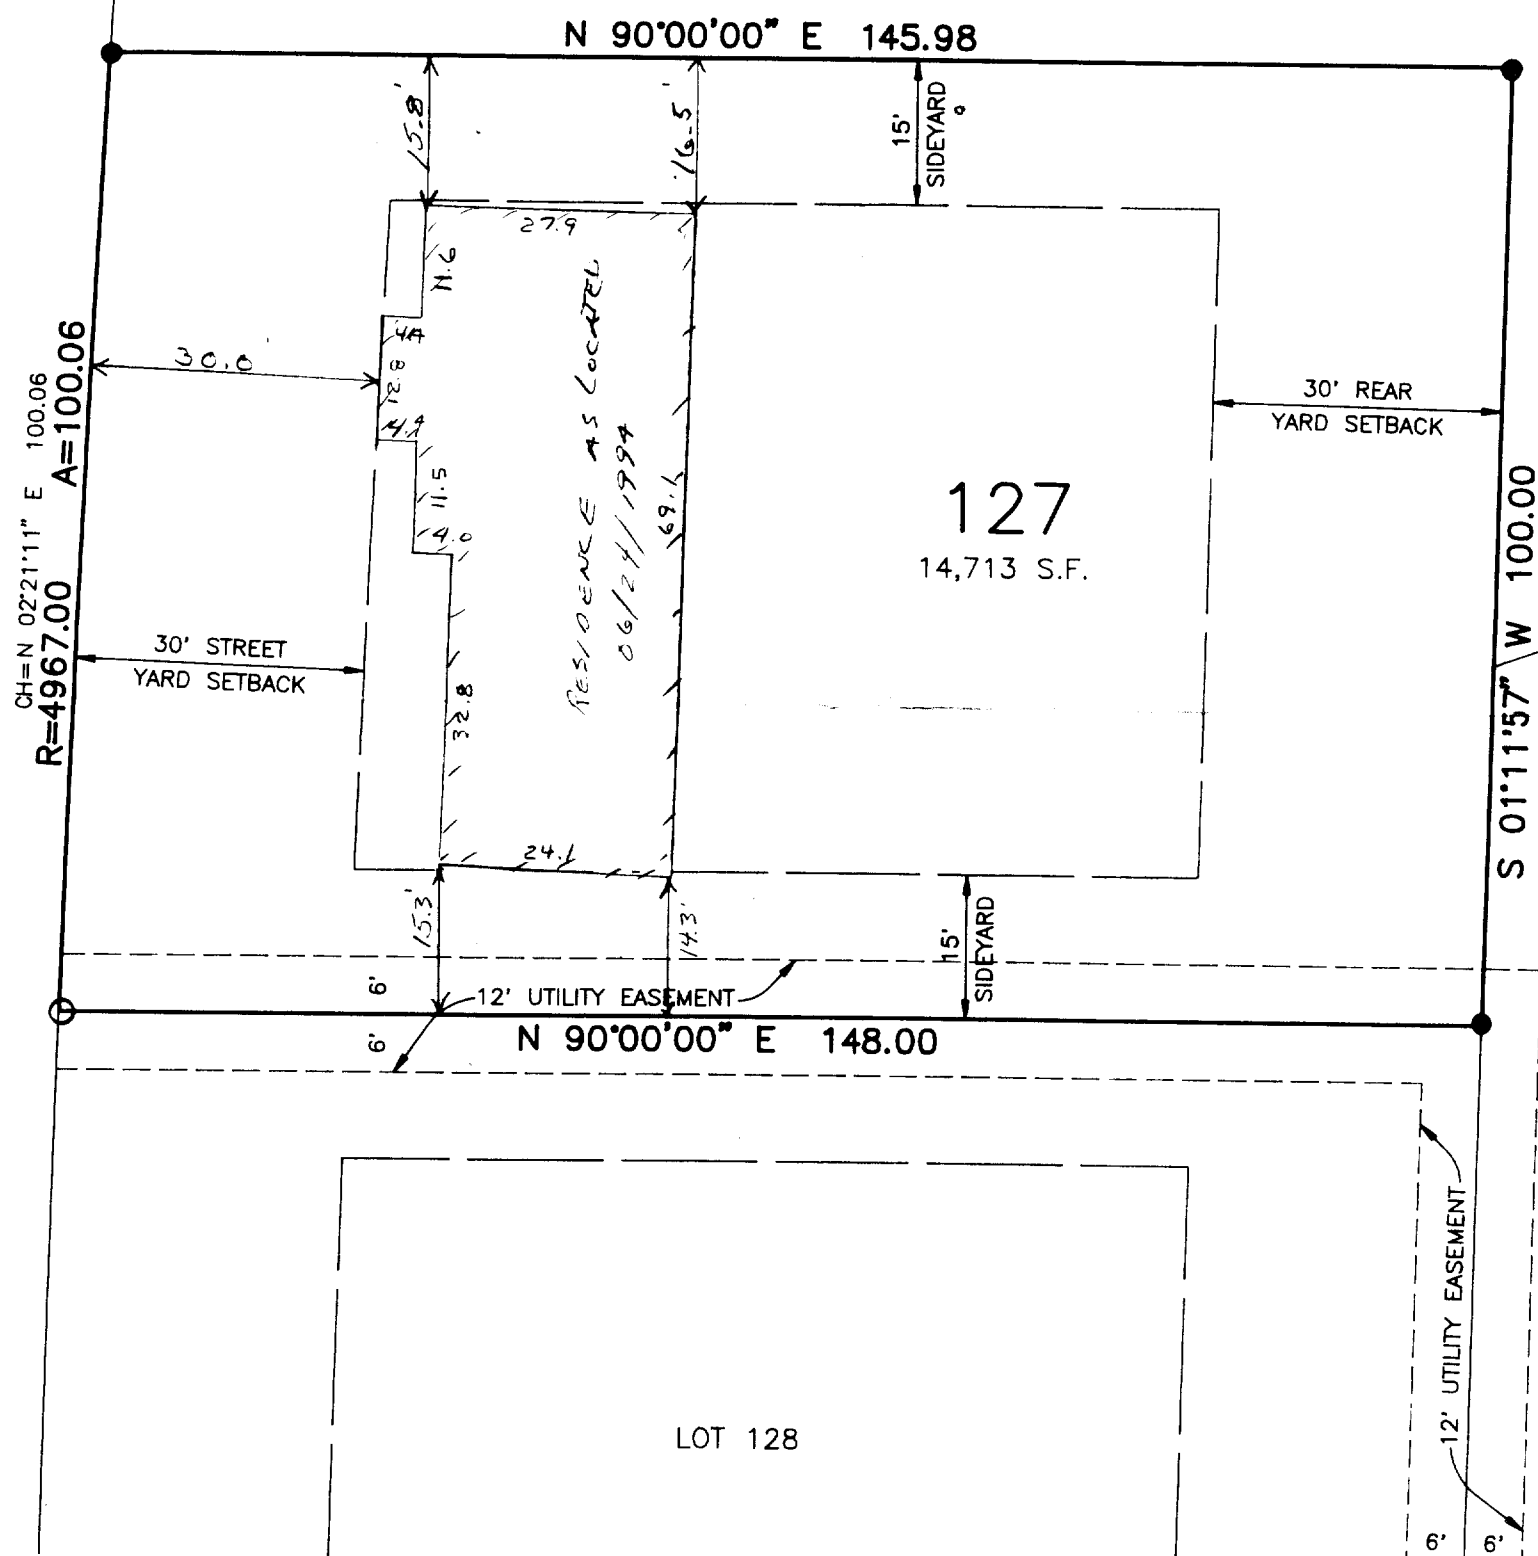 N 90°00'00" E 145.98
15.8'
16.5'
15'
SIDEYARD
27.9
11.6
4.4
12.8
4.4
11.5
4.0
32.8
24.1
69.1
RESIDENCE AS LOCATED
06/24/1994
30.0
CH=N 02°21'11" E 100.06
R=4967.00 A=100.06
30' STREET
YARD SETBACK
127
14,713 S.F.
30' REAR
YARD SETBACK
S 01°11'57" W 100.00
15.3'
14.3'
15'
SIDEYARD
6'
12' UTILITY EASEMENT
6'
N 90°00'00" E 148.00
12' UTILITY EASEMENT
LOT 128
6' 6'